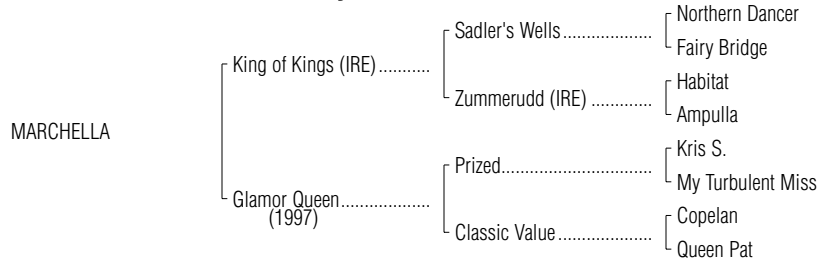 Northern Dancer
Sadler's Wells....................
Fairy Bridge
King of Kings (IRE)...........
Habitat
Zummerudd (IRE) .............
Ampulla
MARCHELLA
Kris S.
Prized..................................
My Turbulent Miss
Glamor Queen....................
(1997)
Copelan
Classic Value.....................
Queen Pat